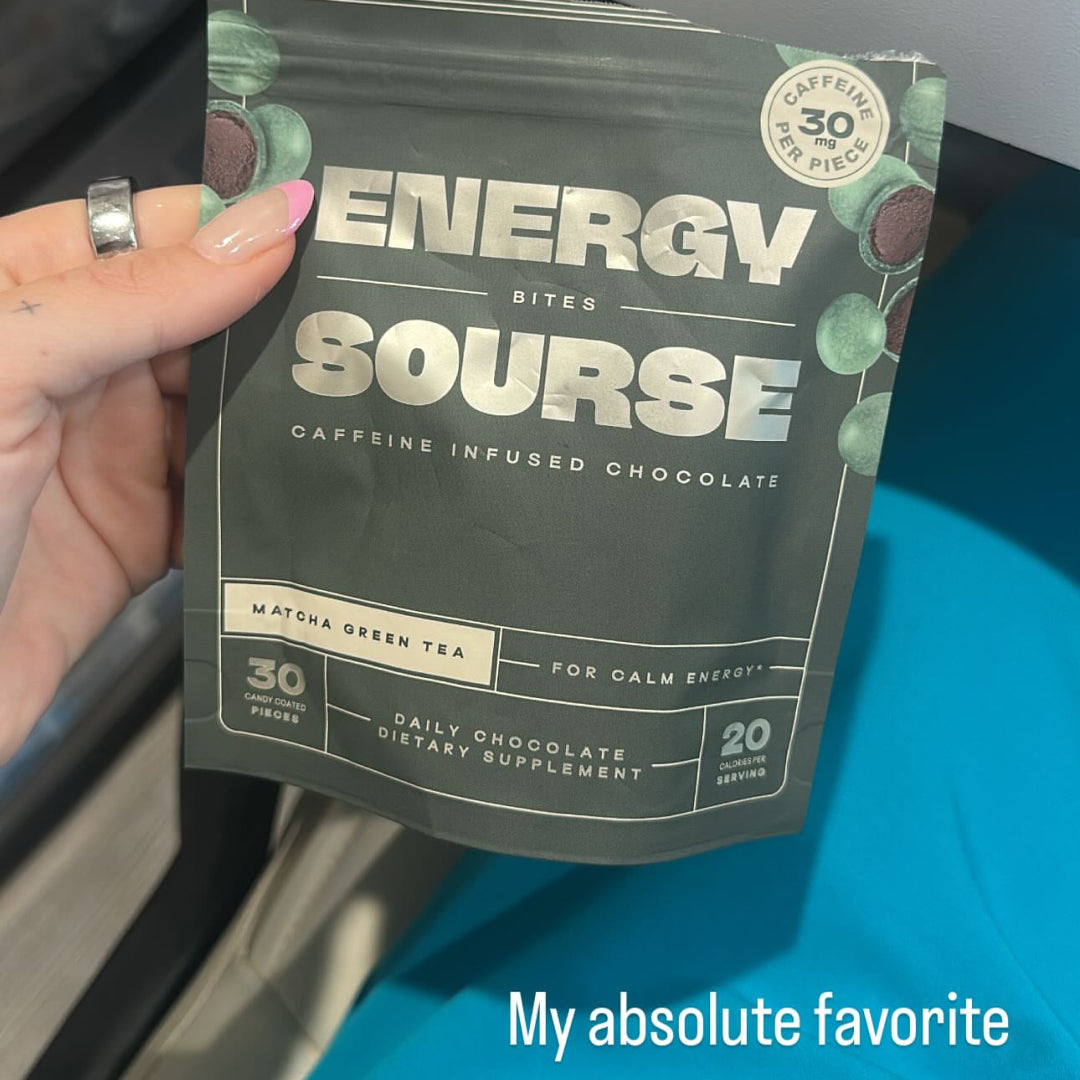 CAFFEINE
30
mg
PER PIECE
ENERGY
BITES
SOURSE
CAFFEINE INFUSED CHOCOLATE
MATCHA GREEN TEA
FOR CALM ENERGY*
30
CANDY COATED
PIECES
DAILY CHOCOLATE
DIETARY SUPPLEMENT
20
CALORIES PER
SERVING
My absolute favorite